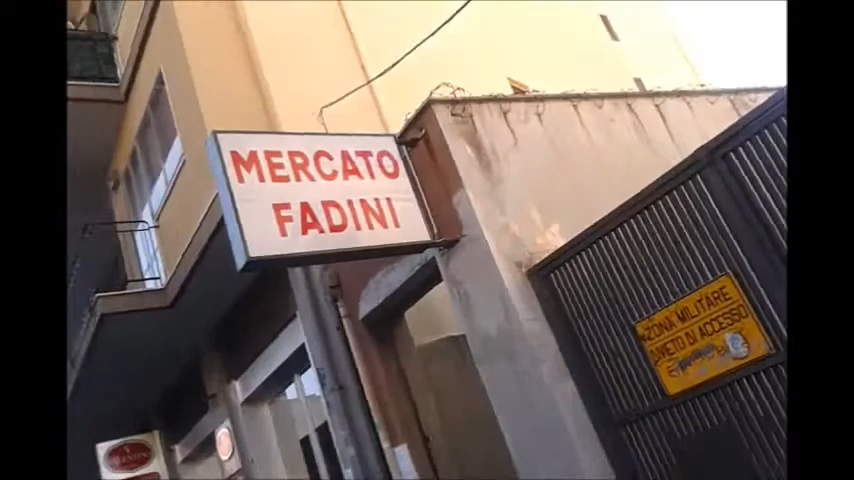 MERCATO
FADINI
ZONA MILITARE
DIVIETO DI ACCESSO